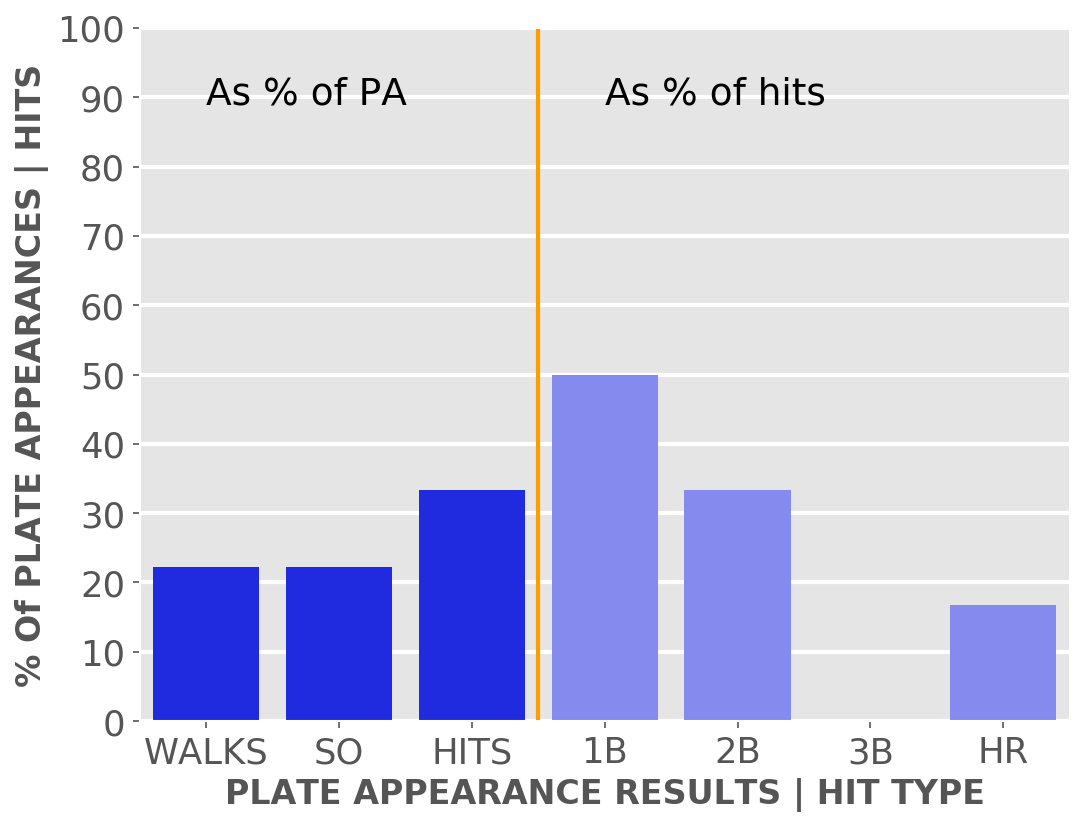 % Of PLATE APPEARANCES | HITS
100
90
80
70
60
50
40
30
20
10
0
As % of PA
As % of hits
WALKS SO HITS 1B 2B 3B HR
PLATE APPEARANCE RESULTS | HIT TYPE